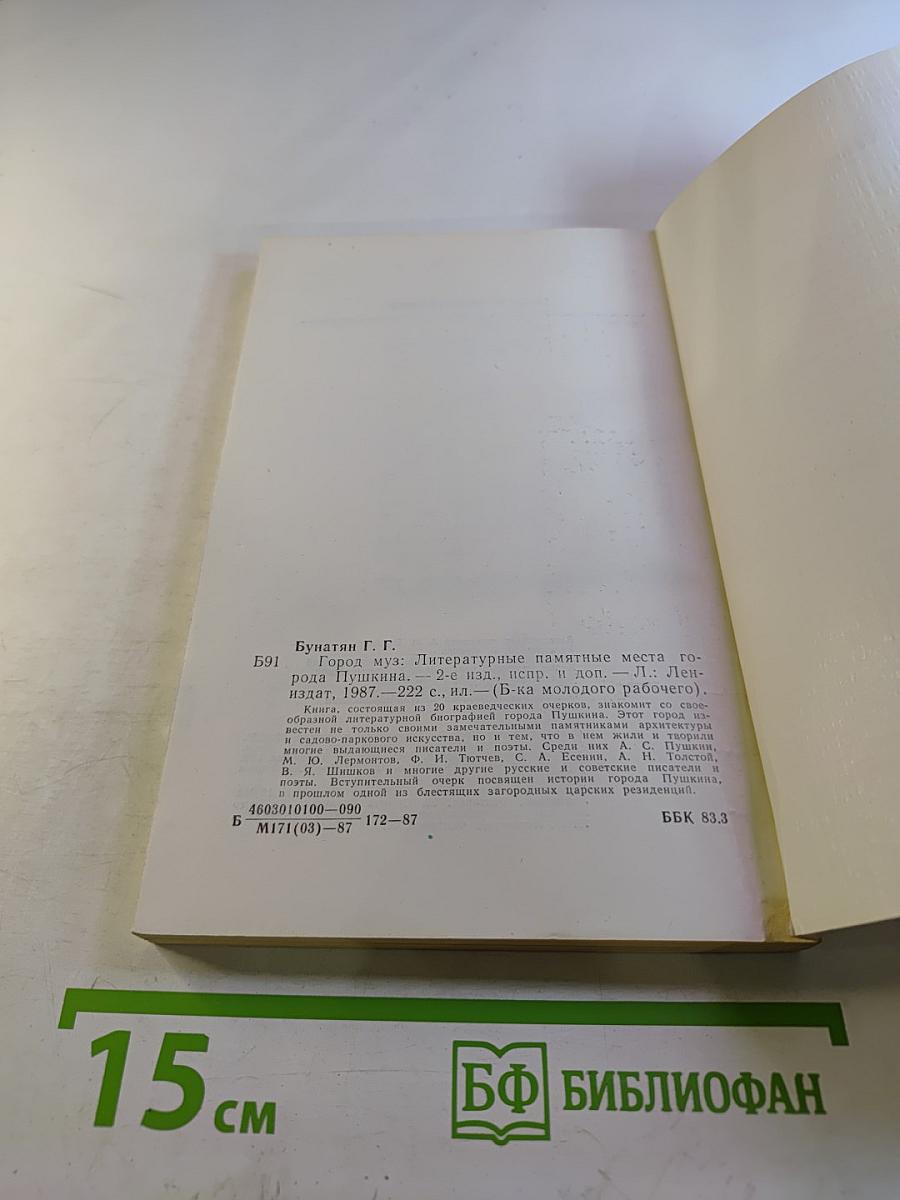 Бунатян Г. Г.
Б91 Город муз: Литературные памятные места го-
рода Пушкина. — 2-е изд., испр. и доп. — Л.: Лен-
издат, 1987.—222 с., ил.— (Б-ка молодого рабочего).
Книга, состоящая из 20 краеведческих очерков, знакомит со свое-
образной литературной биографией города Пушкина. Этот город из-
вестен не только своими замечательными памятниками архитектуры
и садово-паркового искусства, но и тем, что в нем жили и творили
многие выдающиеся писатели и поэты. Среди них А. С. Пушкин,
М. Ю. Лермонтов, Ф. И. Тютчев, С. А. Есенин, А. Н. Толстой,
В. Я. Шишков и многие другие русские и советские писатели и
поэты. Вступительный очерк посвящен истории города Пушкина,
в прошлом одной из блестящих загородных царских резиденций.
Б 4603010100—090
М171(03)—87 172—87 ББК 83.3
15 см БФ БИБЛИОФАН